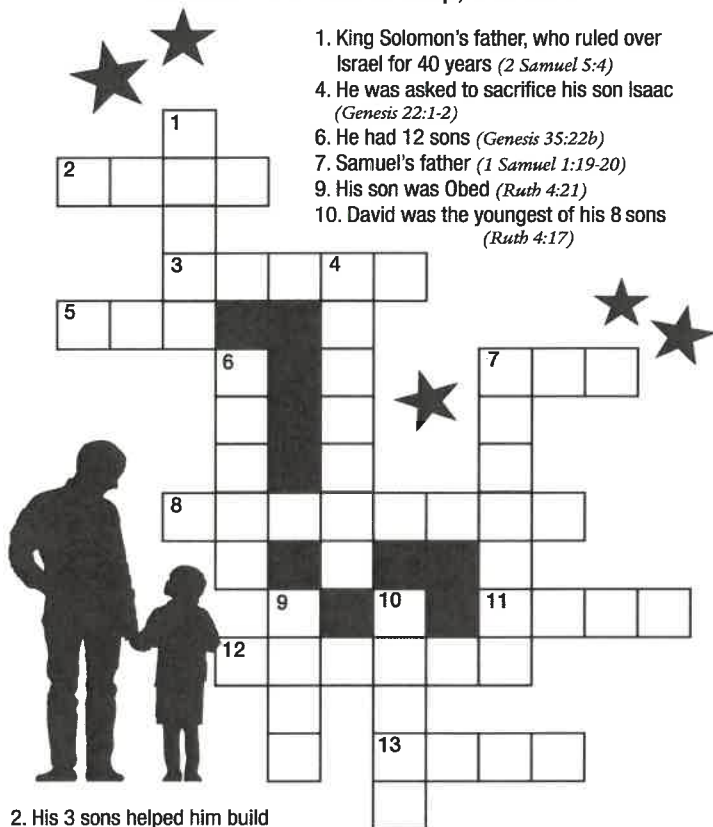 1. King Solomon's father, who ruled over
Israel for 40 years (2 Samuel 5:4)
4. He was asked to sacrifice his son Isaac
(Genesis 22:1-2)
6. He had 12 sons (Genesis 35:22b)
7. Samuel's father (1 Samuel 1:19-20)
9. His son was Obed (Ruth 4:21)
10. David was the youngest of his 8 sons
(Ruth 4:17)
1
2
3
4
5
6
7
8
9
10
11
12
13
2. His 3 sons helped him build